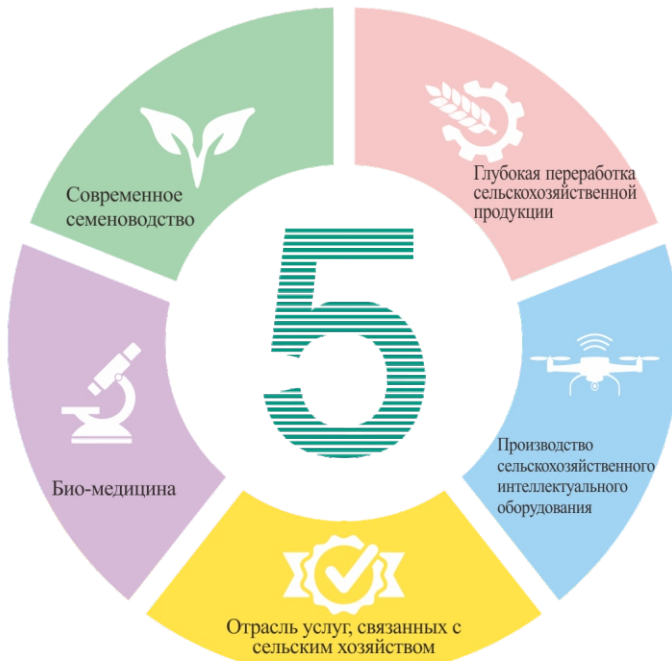 Современное
семеноводство
Глубокая переработка
сельскохозяйственной
продукции
5
Био-медицина
Производство
сельскохозяйственного
интеллектуального
оборудования
Отрасль услуг, связанных с
сельским хозяйством